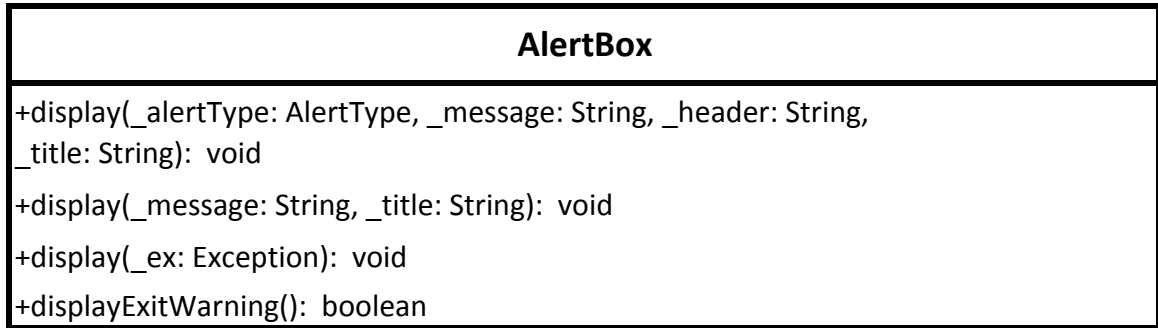 AlertBox
+display(_alertType: AlertType, _message: String, _header: String,
_title: String):  void
+display(_message: String, _title: String):  void
+display(_ex: Exception):  void
+displayExitWarning():  boolean